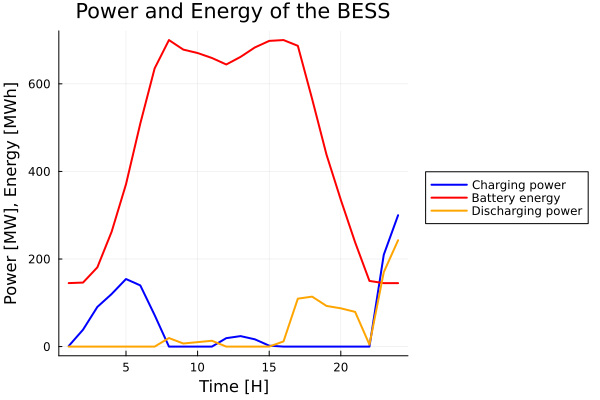 Power and Energy of the BESS
Power [MW], Energy [MWh]
600
400
200
0
5
10
15
20
Time [H]
Charging power
Battery energy
Discharging power